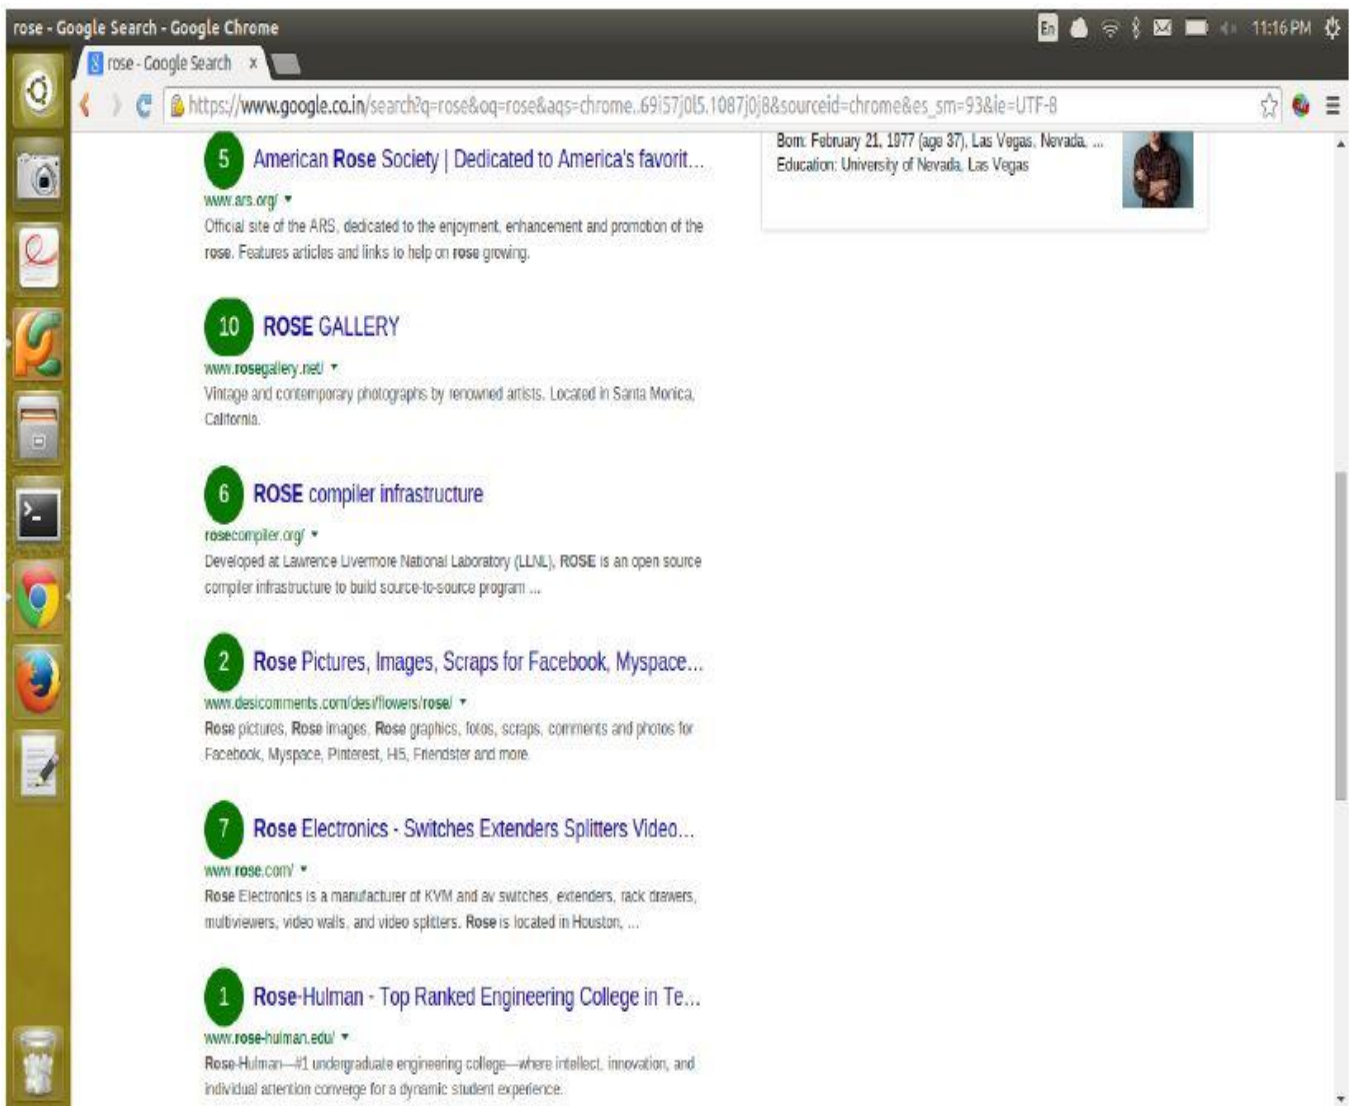 rose - Google Search - Google Chrome
En
11:16 PM
rose - Google Search x
https://www.google.co.in/search?q=rose&oq=rose&aqs=chrome..69i57j0l5.1087j0j8&sourceid=chrome&es_sm=93&ie=UTF-8
5 American Rose Society | Dedicated to America's favorit...
www.ars.org/
Official site of the ARS, dedicated to the enjoyment, enhancement and promotion of the
rose. Features articles and links to help on rose growing.
10 ROSE GALLERY
www.rosegallery.net/
Vintage and contemporary photographs by renowned artists. Located in Santa Monica,
California.
6 ROSE compiler infrastructure
rosecompiler.org/
Developed at Lawrence Livermore National Laboratory (LLNL), ROSE is an open source
compiler infrastructure to build source-to-source program ...
2 Rose Pictures, Images, Scraps for Facebook, Myspace...
www.desicomments.com/desi/flowers/rose/
Rose pictures, Rose images, Rose graphics, fotos, scraps, comments and photos for
Facebook, Myspace, Pinterest, Hi5, Friendster and more.
7 Rose Electronics - Switches Extenders Splitters Video...
www.rose.com/
Rose Electronics is a manufacturer of KVM and av switches, extenders, rack drawers,
multiviewers, video walls, and video splitters. Rose is located in Houston, ...
1 Rose-Hulman - Top Ranked Engineering College in Te...
www.rose-hulman.edu/
Rose-Hulman—#1 undergraduate engineering college—where intellect, innovation, and
individual attention converge for a dynamic student experience.
Born: February 21, 1977 (age 37), Las Vegas, Nevada, ...
Education: University of Nevada, Las Vegas